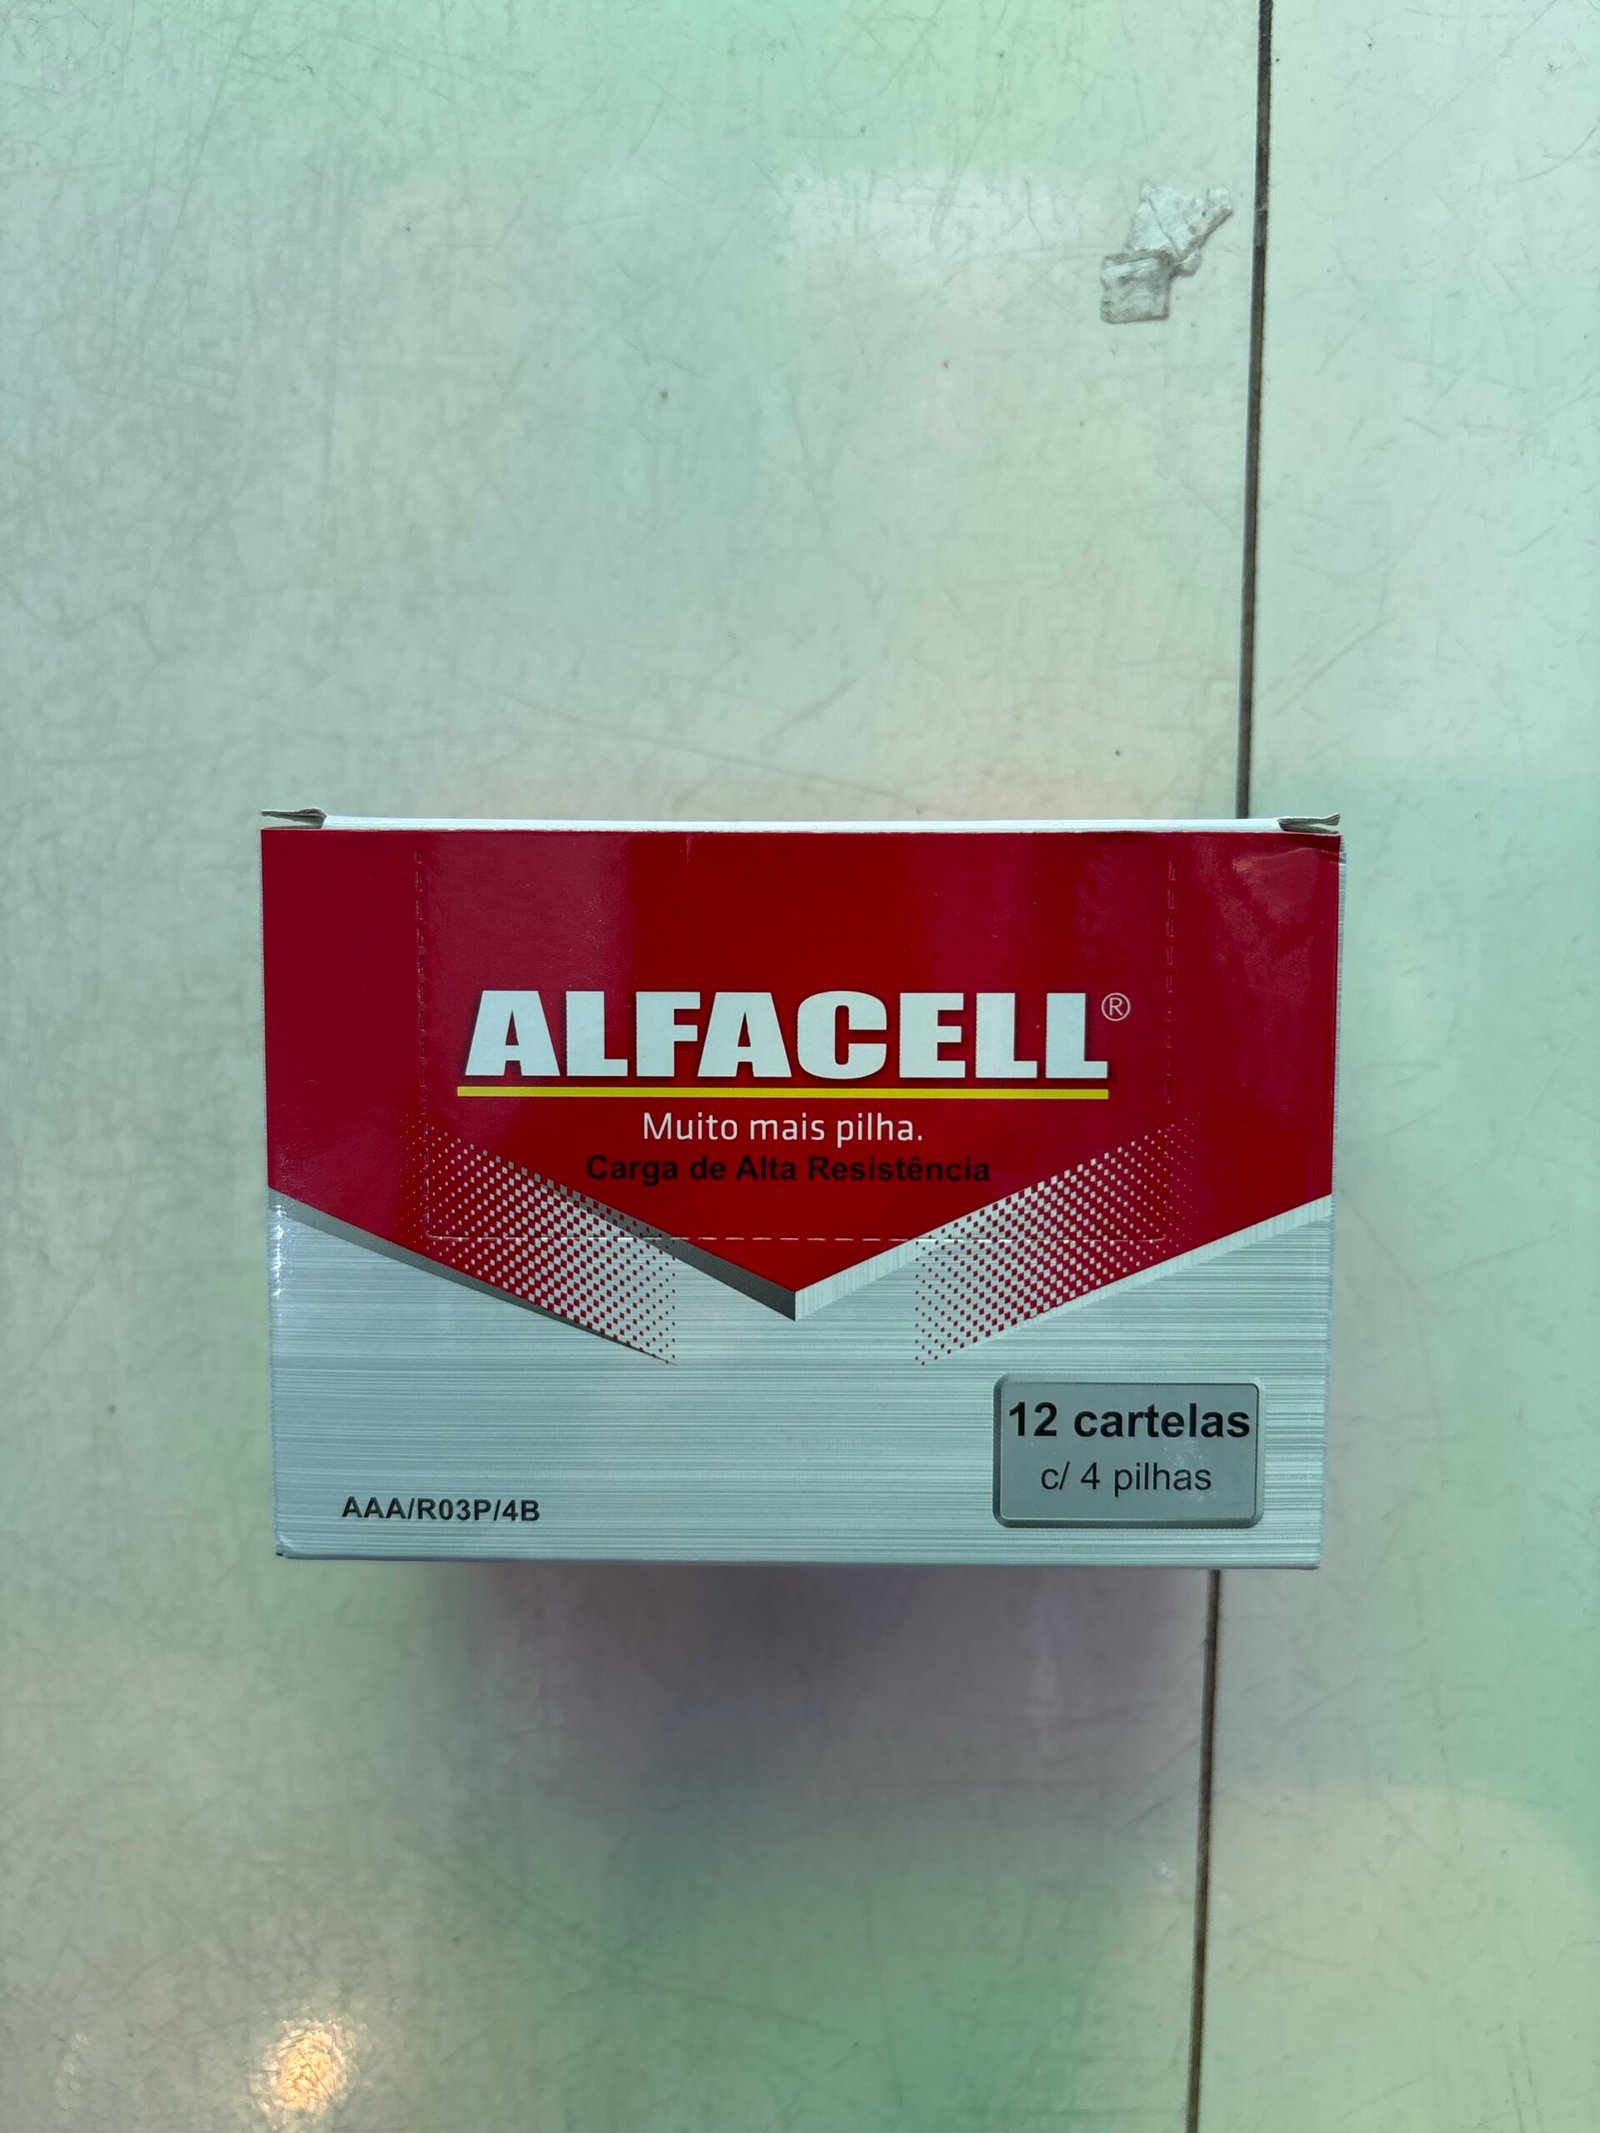 ALFACELL®
Muito mais pilha.
Carga de Alta Resistência
12 cartelas
c/ 4 pilhas
AAA/R03P/4B